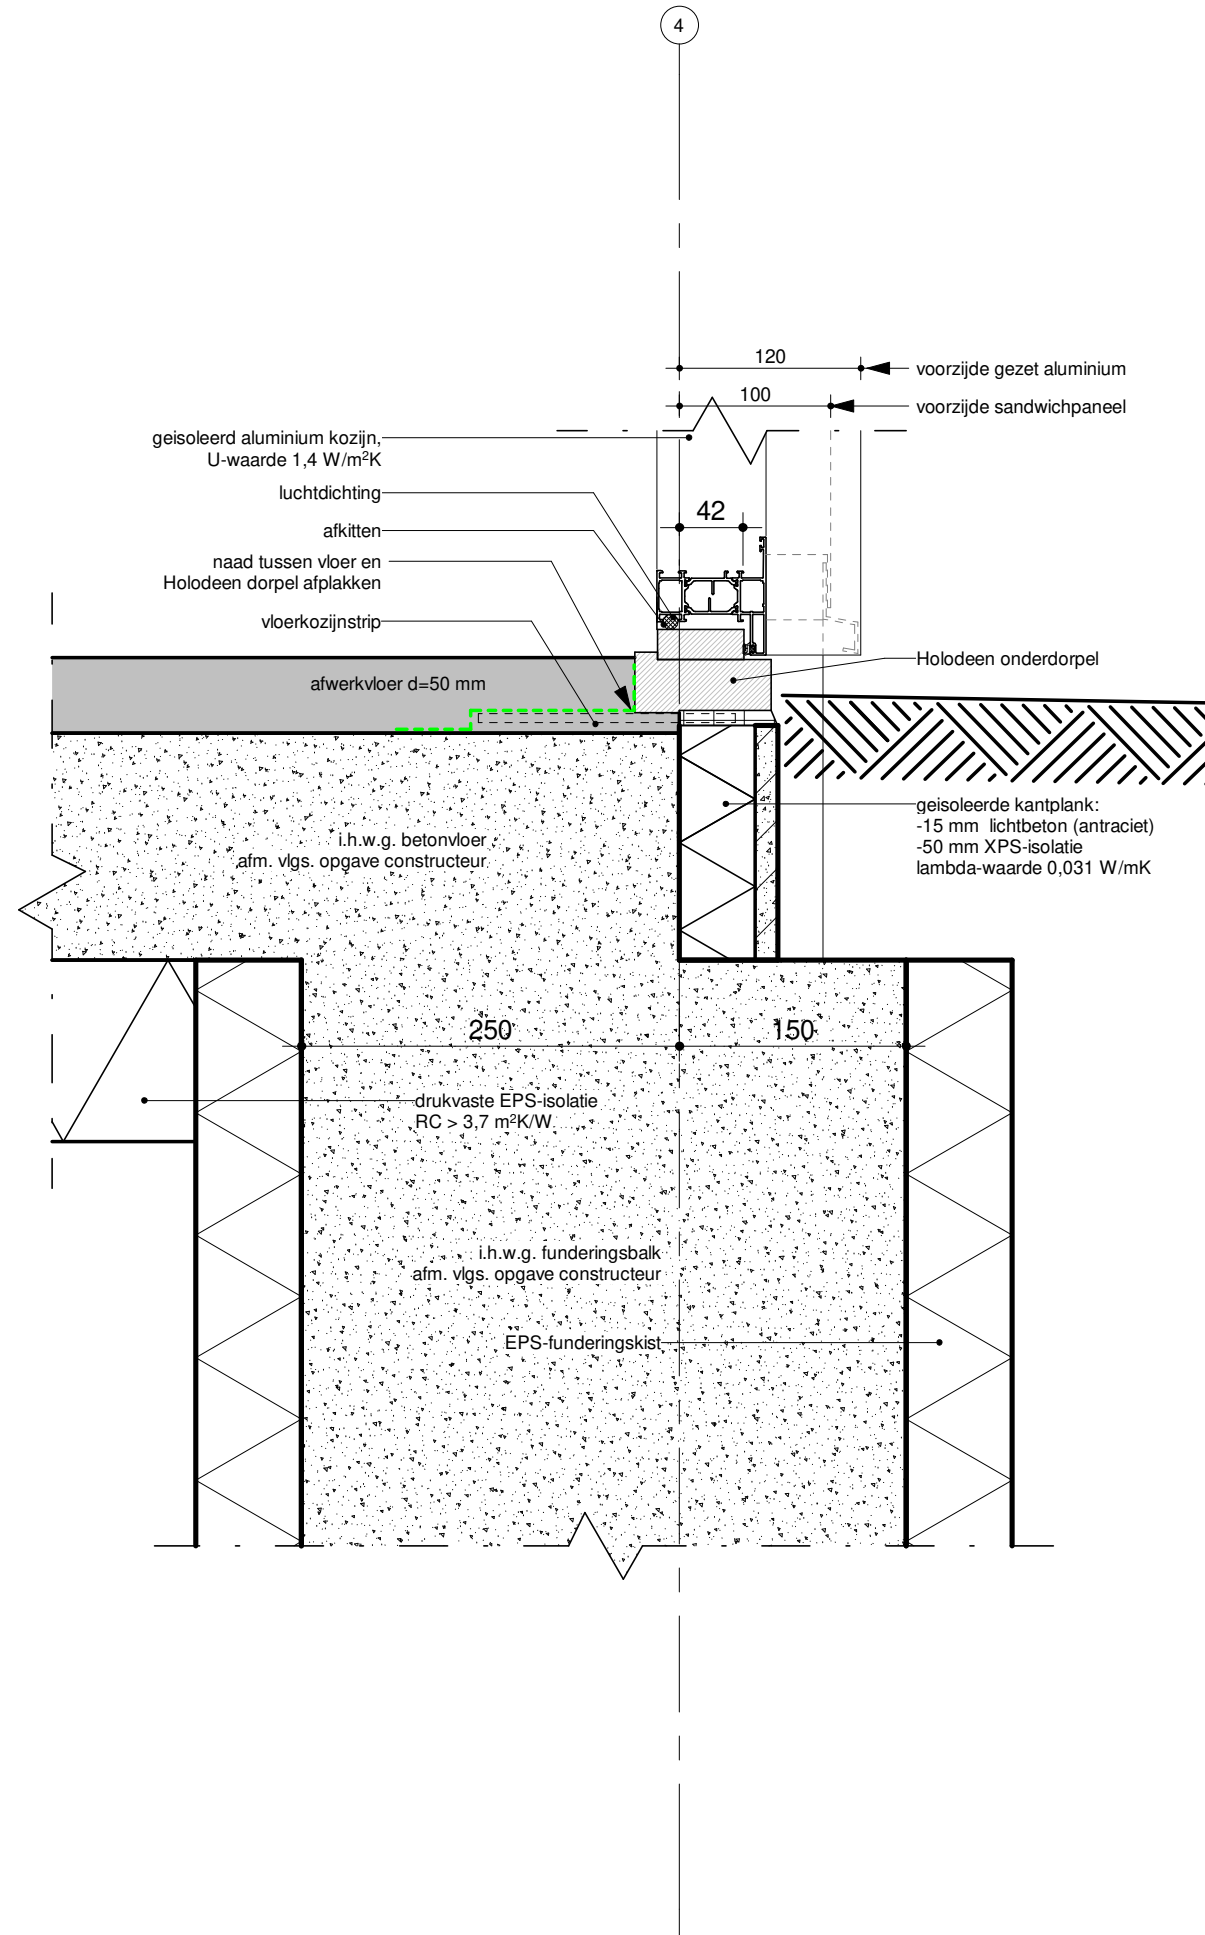 4
120
voorzijde gezet aluminium
100
voorzijde sandwichpaneel
geisoleerd aluminium kozijn,
U-waarde 1,4 W/m²K
luchtdichting
42
afkitten
naad tussen vloer en
Holodeen dorpel afplakken
vloerkozijnstrip
Holodeen onderdorpel
afwerkvloer d=50 mm
geisoleerde kantplank:
-15 mm lichtbeton (antraciet)
-50 mm XPS-isolatie
lambda-waarde 0,031 W/mK
i.h.w.g. betonvloer
afm. vlgs. opgave constructeur
250
150
drukvaste EPS-isolatie
RC > 3,7 m²K/W
i.h.w.g. funderingsbalk
afm. vlgs. opgave constructeur
EPS-funderingskist